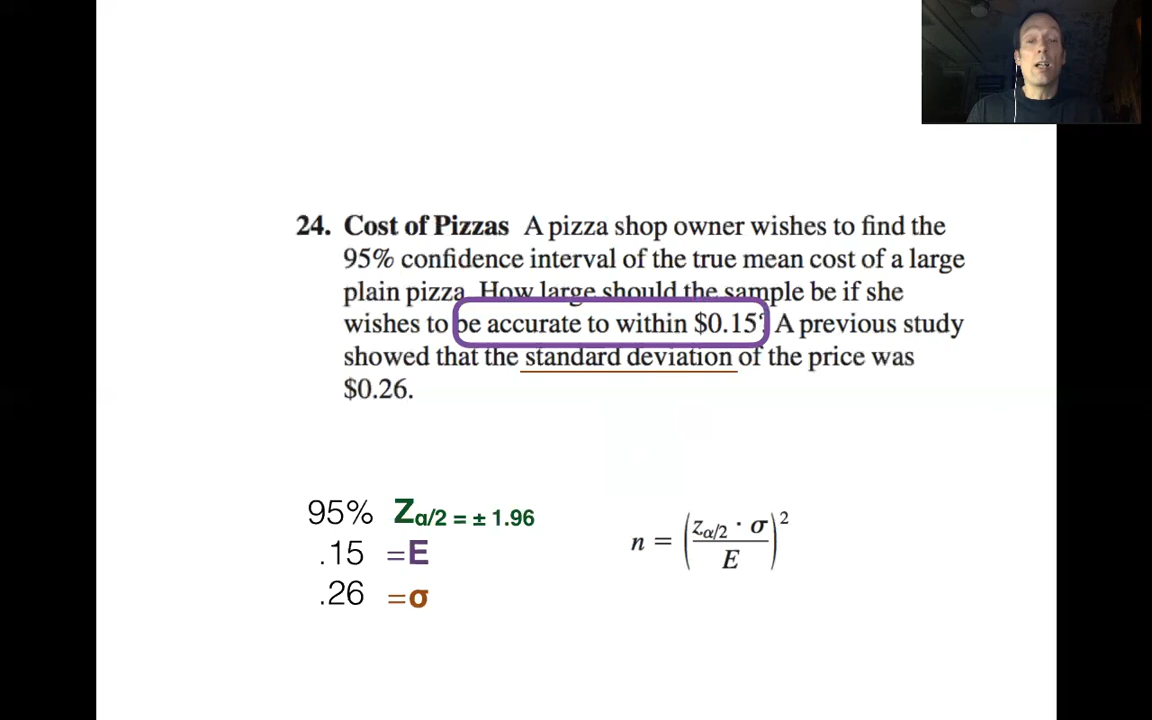 24. Cost of Pizzas A pizza shop owner wishes to find the
95% confidence interval of the true mean cost of a large
plain pizza. How large should the sample be if she
wishes to be accurate to within $0.15? A previous study
showed that the standard deviation of the price was
$0.26.
95% Zα/2 = ± 1.96
.15 =E
.26 =σ
n = (zα/2 · σ / E)²